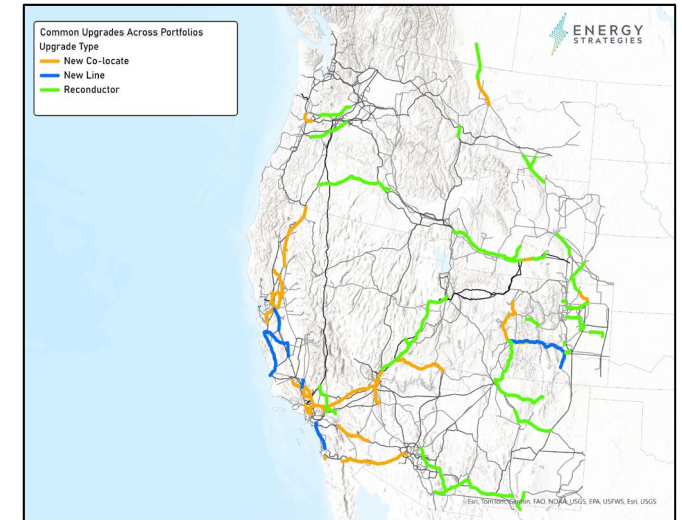 Common Upgrades Across Portfolios
Upgrade Type
New Co-locate
New Line
Reconductor
ENERGY
STRATEGIES
Esri, TomTom, Garmin, FAO, NOAA, USGS, EPA, USFWS, Esri, USGS